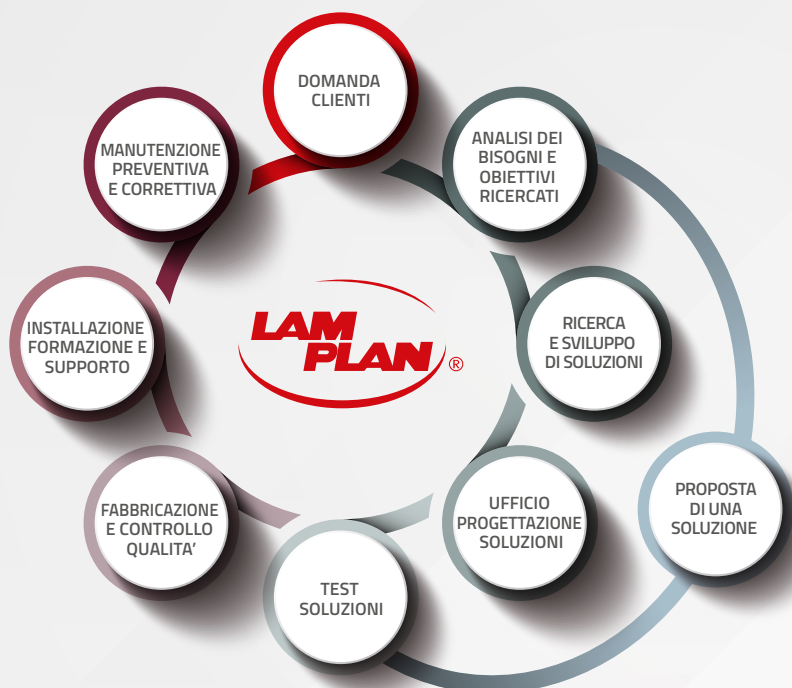 DOMANDA
CLIENTI
ANALISI DEI
BISOGNI E
OBIETTIVI
RICERCATI
RICERCA
E SVILUPPO
DI SOLUZIONI
PROPOSTA
DI UNA
SOLUZIONE
UFFICIO
PROGETTAZIONE
SOLUZIONI
TEST
SOLUZIONI
FABBRICAZIONE
E CONTROLLO
QUALITA’
INSTALLAZIONE
FORMAZIONE E
SUPPORTO
MANUTENZIONE
PREVENTIVA
E CORRETTIVA
LAM
PLAN ®